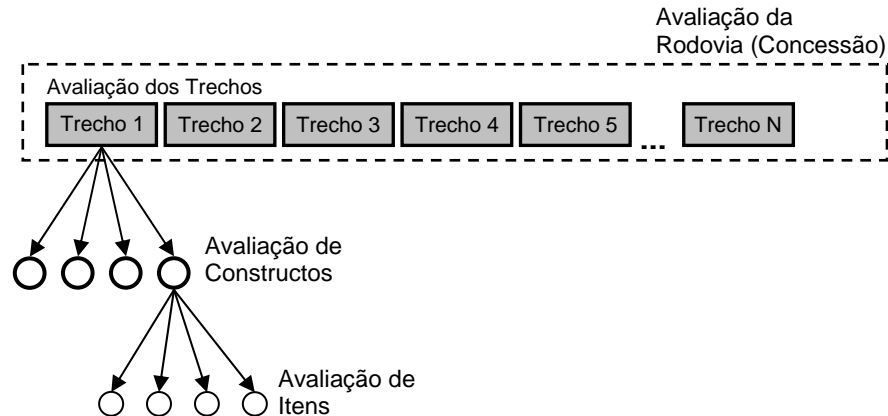 Avaliação da
Rodovia (Concessão)
Avaliação dos Trechos
Trecho 1 Trecho 2 Trecho 3 Trecho 4 Trecho 5 ... Trecho N
Avaliação de
Constructos
Avaliação de
Itens